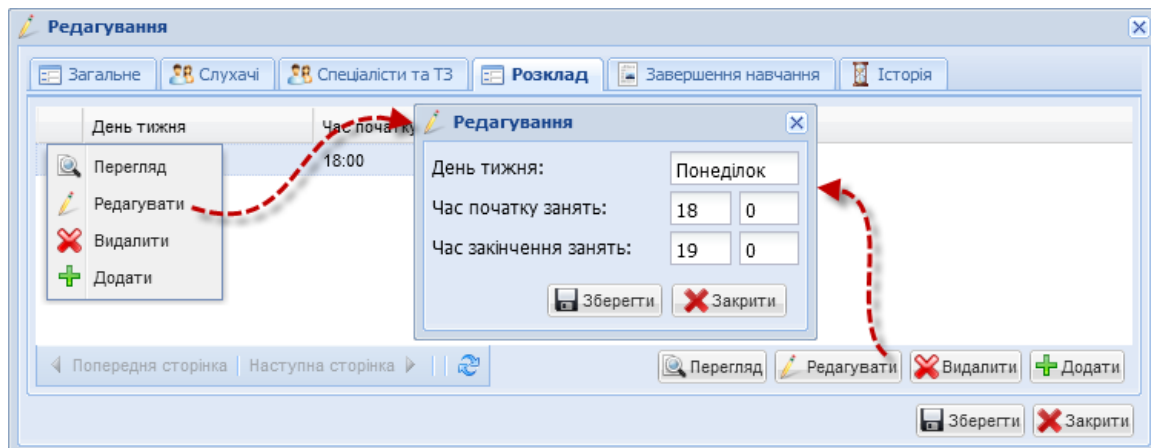 Редагування
Загальне Слухачі Спеціалісти та ТЗ Розклад Завершення навчання Історія
День тижня Час початку
18:00
Перегляд
Редагувати
Видалити
Додати
Редагування
День тижня: Понеділок
Час початку занять: 18 0
Час закінчення занять: 19 0
Зберегти Закрити
Попередня сторінка Наступна сторінка
Перегляд Редагувати Видалити Додати
Зберегти Закрити